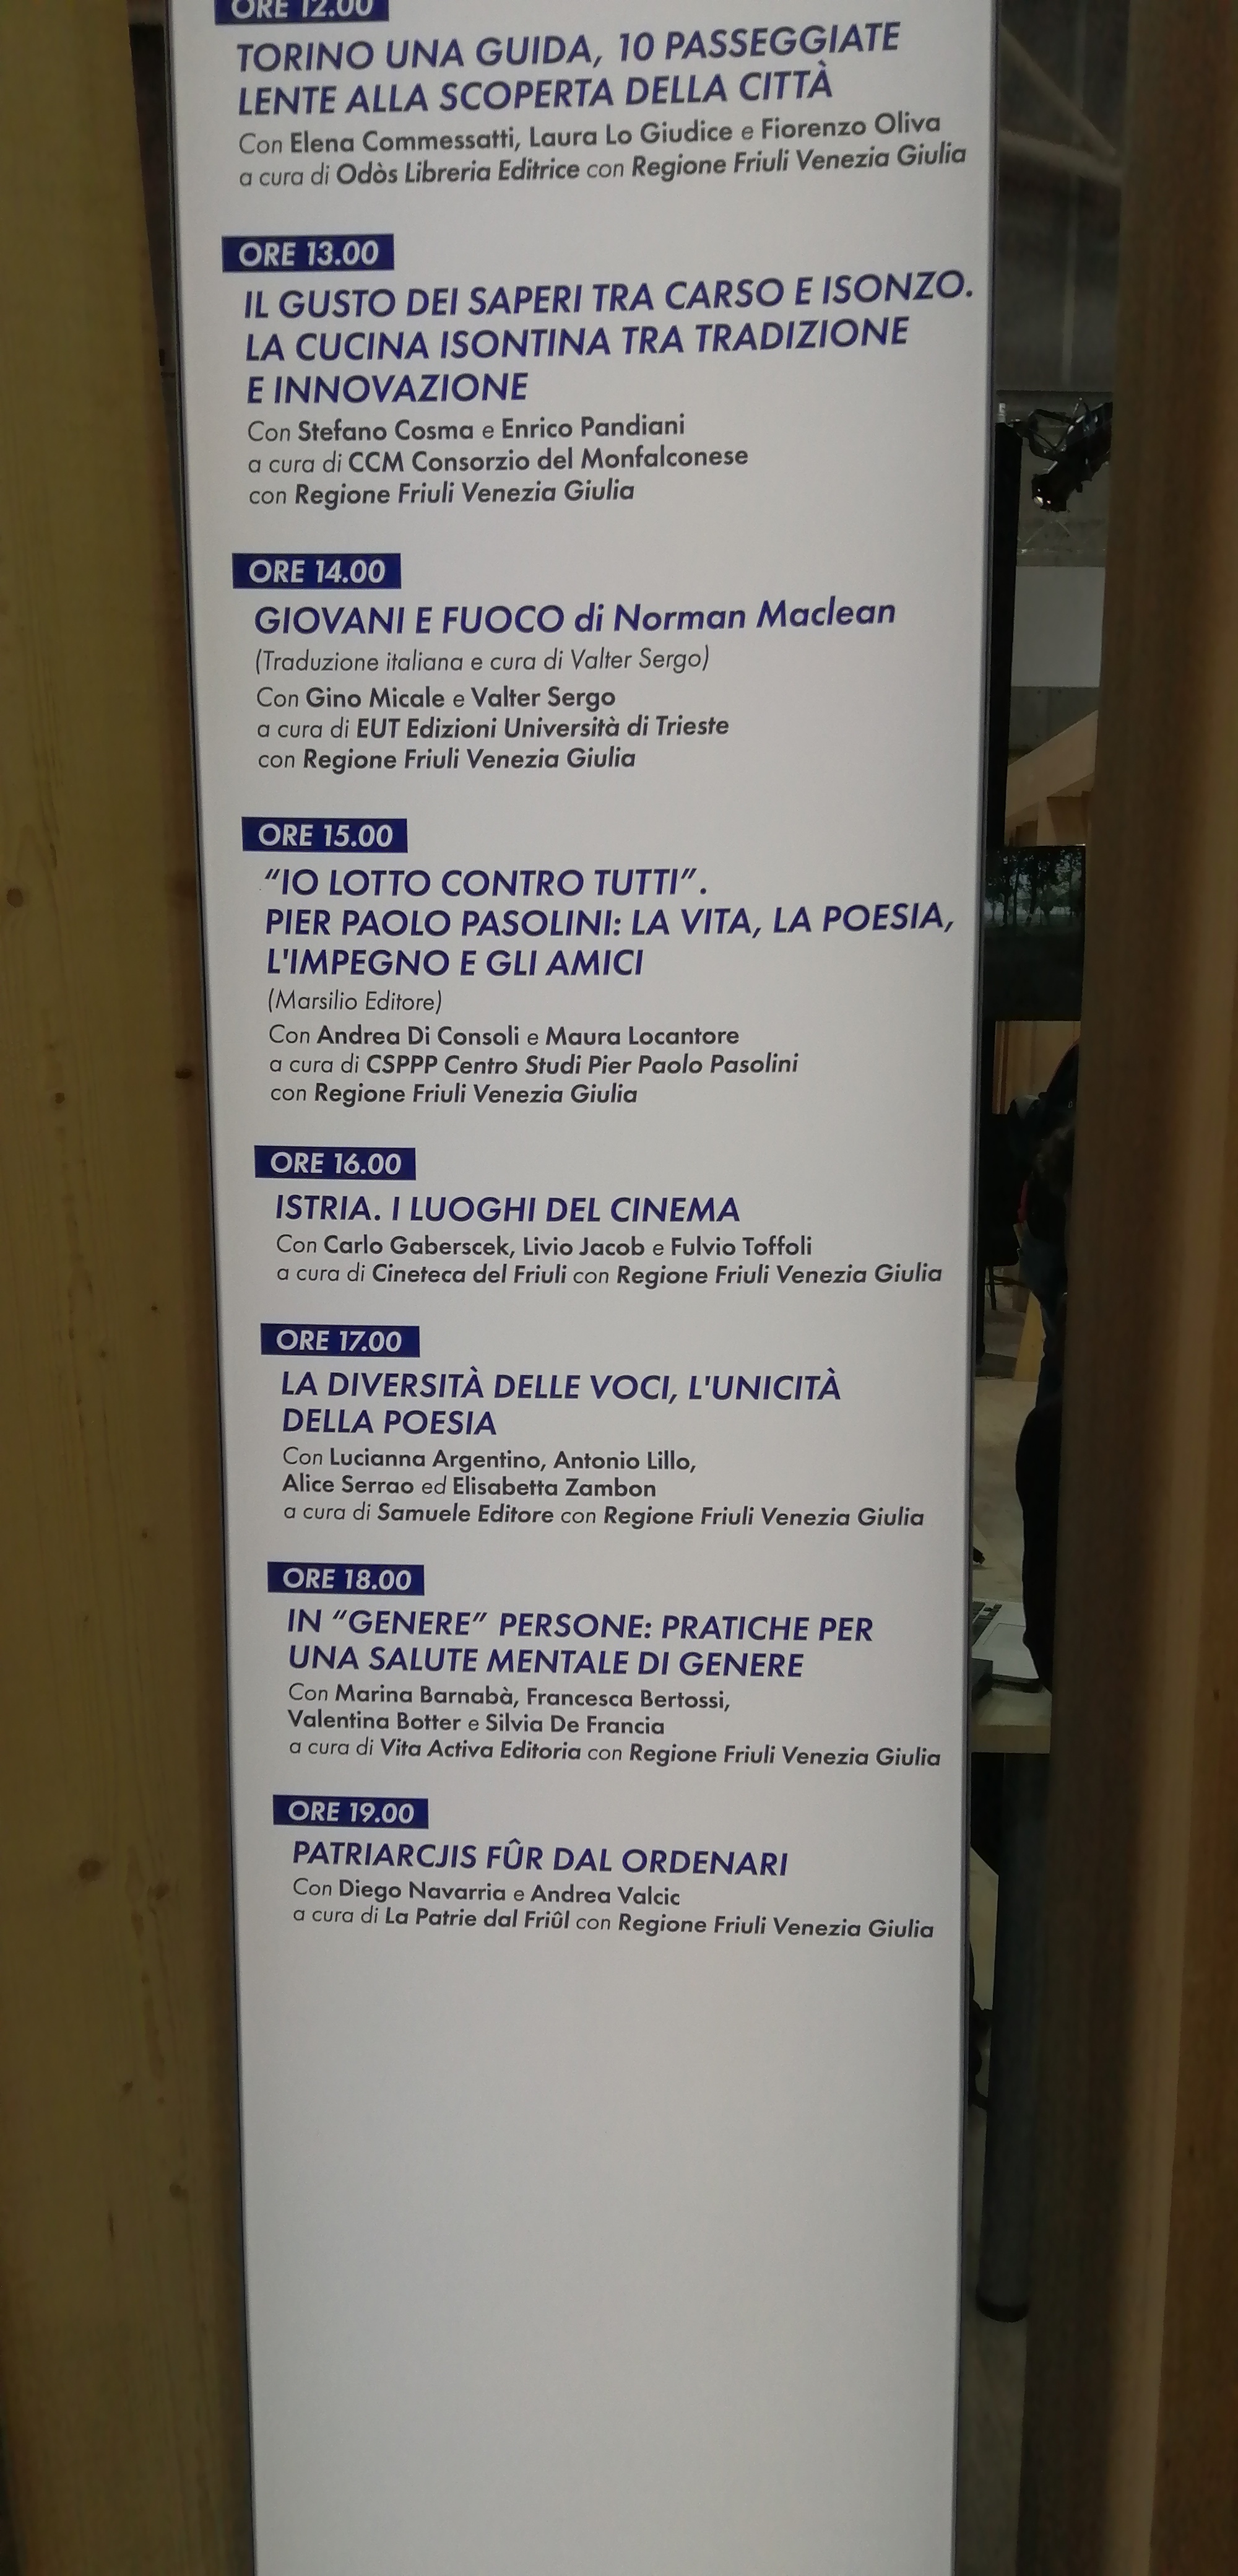 ORE 12.00
TORINO UNA GUIDA, 10 PASSEGGIATE
LENTE ALLA SCOPERTA DELLA CITTÀ
Con Elena Commessatti, Laura Lo Giudice e Fiorenzo Oliva
a cura di Odòs Libreria Editrice con Regione Friuli Venezia Giulia
ORE 13.00
IL GUSTO DEI SAPERI TRA CARSO E ISONZO.
LA CUCINA ISONTINA TRA TRADIZIONE
E INNOVAZIONE
Con Stefano Cosma e Enrico Pandiani
a cura di CCM Consorzio del Monfalconese
con Regione Friuli Venezia Giulia
ORE 14.00
GIOVANI E FUOCO di Norman Maclean
(Traduzione italiana e cura di Valter Sergo)
Con Gino Micale e Valter Sergo
a cura di EUT Edizioni Università di Trieste
con Regione Friuli Venezia Giulia
ORE 15.00
“IO LOTTO CONTRO TUTTI”.
PIER PAOLO PASOLINI: LA VITA, LA POESIA,
L'IMPEGNO E GLI AMICI
(Marsilio Editore)
Con Andrea Di Consoli e Maura Locantore
a cura di CSPPP Centro Studi Pier Paolo Pasolini
con Regione Friuli Venezia Giulia
ORE 16.00
ISTRIA. I LUOGHI DEL CINEMA
Con Carlo Gaberscek, Livio Jacob e Fulvio Toffoli
a cura di Cineteca del Friuli con Regione Friuli Venezia Giulia
ORE 17.00
LA DIVERSITÀ DELLE VOCI, L'UNICITÀ
DELLA POESIA
Con Lucianna Argentino, Antonio Lillo,
Alice Serrao ed Elisabetta Zambon
a cura di Samuele Editore con Regione Friuli Venezia Giulia
ORE 18.00
IN “GENERE” PERSONE: PRATICHE PER
UNA SALUTE MENTALE DI GENERE
Con Marina Barnabà, Francesca Bertossi,
Valentina Botter e Silvia De Francia
a cura di Vita Activa Editoria con Regione Friuli Venezia Giulia
ORE 19.00
PATRIARCJIS FÛR DAL ORDENARI
Con Diego Navarria e Andrea Valcic
a cura di La Patrie dal Friûl con Regione Friuli Venezia Giulia